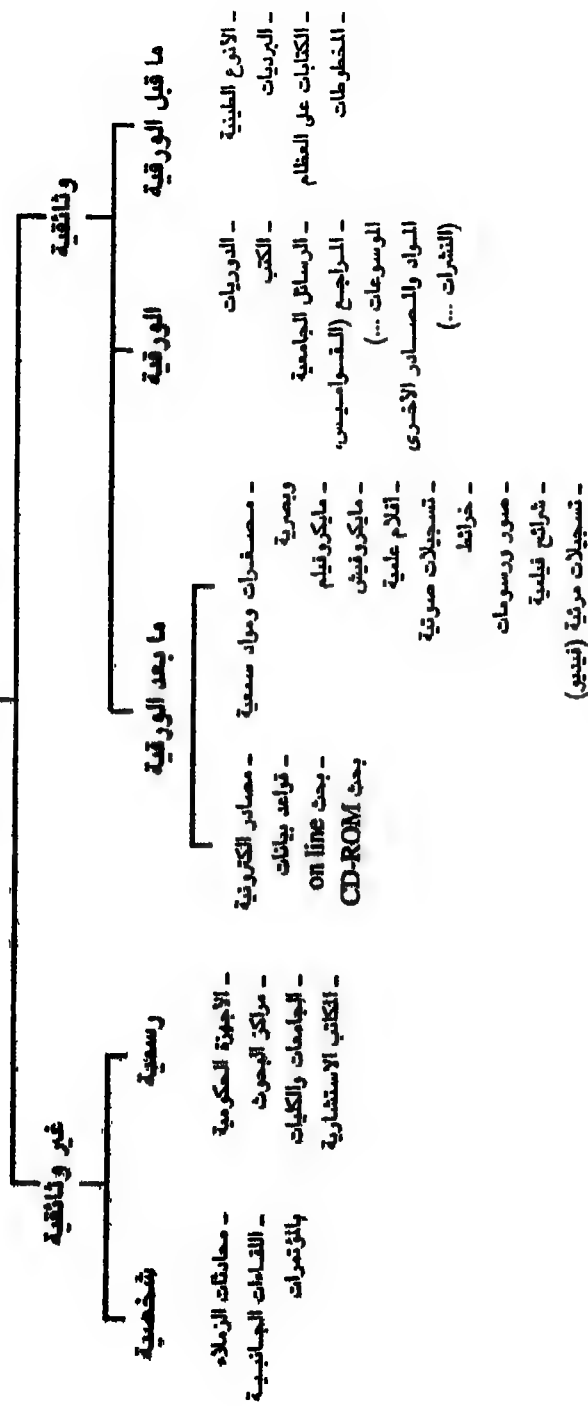 وثائقية
غير وثائقية
ما قبل الورقية
- الأنوع الطينية
- البرديات
- الكتابات على العظام
- المخطوطات
الورقية
- الدوريات
- الكتب
- الرسائل الجامعية
- المراجع (القواميس،
الموسوعات ...)
المواد والمصادر الأخرى
(النشرات ...)
ما بعد الورقية
- مصغرات ومواد سمعية
وبصرية
- مايكروفيلم
- مايكروفيش
- افلام علمية
- تسجيلات صوتية
- خرائط
- صور ورسومات
- شرائح فيلمية
- تسجيلات مرئية (فيديو)
- مصادر الكترونية
- قواعد بيانات
- بحث on line
بحث CD-ROM
رسمية
- الأجهزة الحكومية
- مراكز البحوث
- الجامعات والكليات
- المكاتب الاستشارية
شخصية
- محادثات الزملاء
- اللقاءات الجانبية
بالمؤتمرات